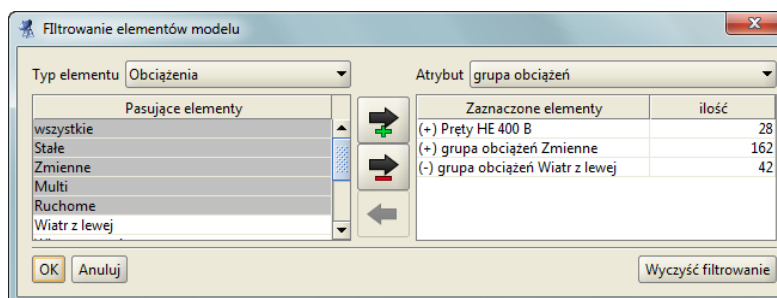 FIltrowanie elementów modelu
Typ elementu Obciążenia Atrybut grupa obciążeń
Pasujące elementy Zaznaczone elementy ilość
wszystkie (+) Pręty HE 400 B 28
Stałe (+) grupa obciążeń Zmienne 162
Zmienne (-) grupa obciążeń Wiatr z lewej 42
Multi
Ruchome
Wiatr z lewej
OK Anuluj Wyczyść filtrowanie